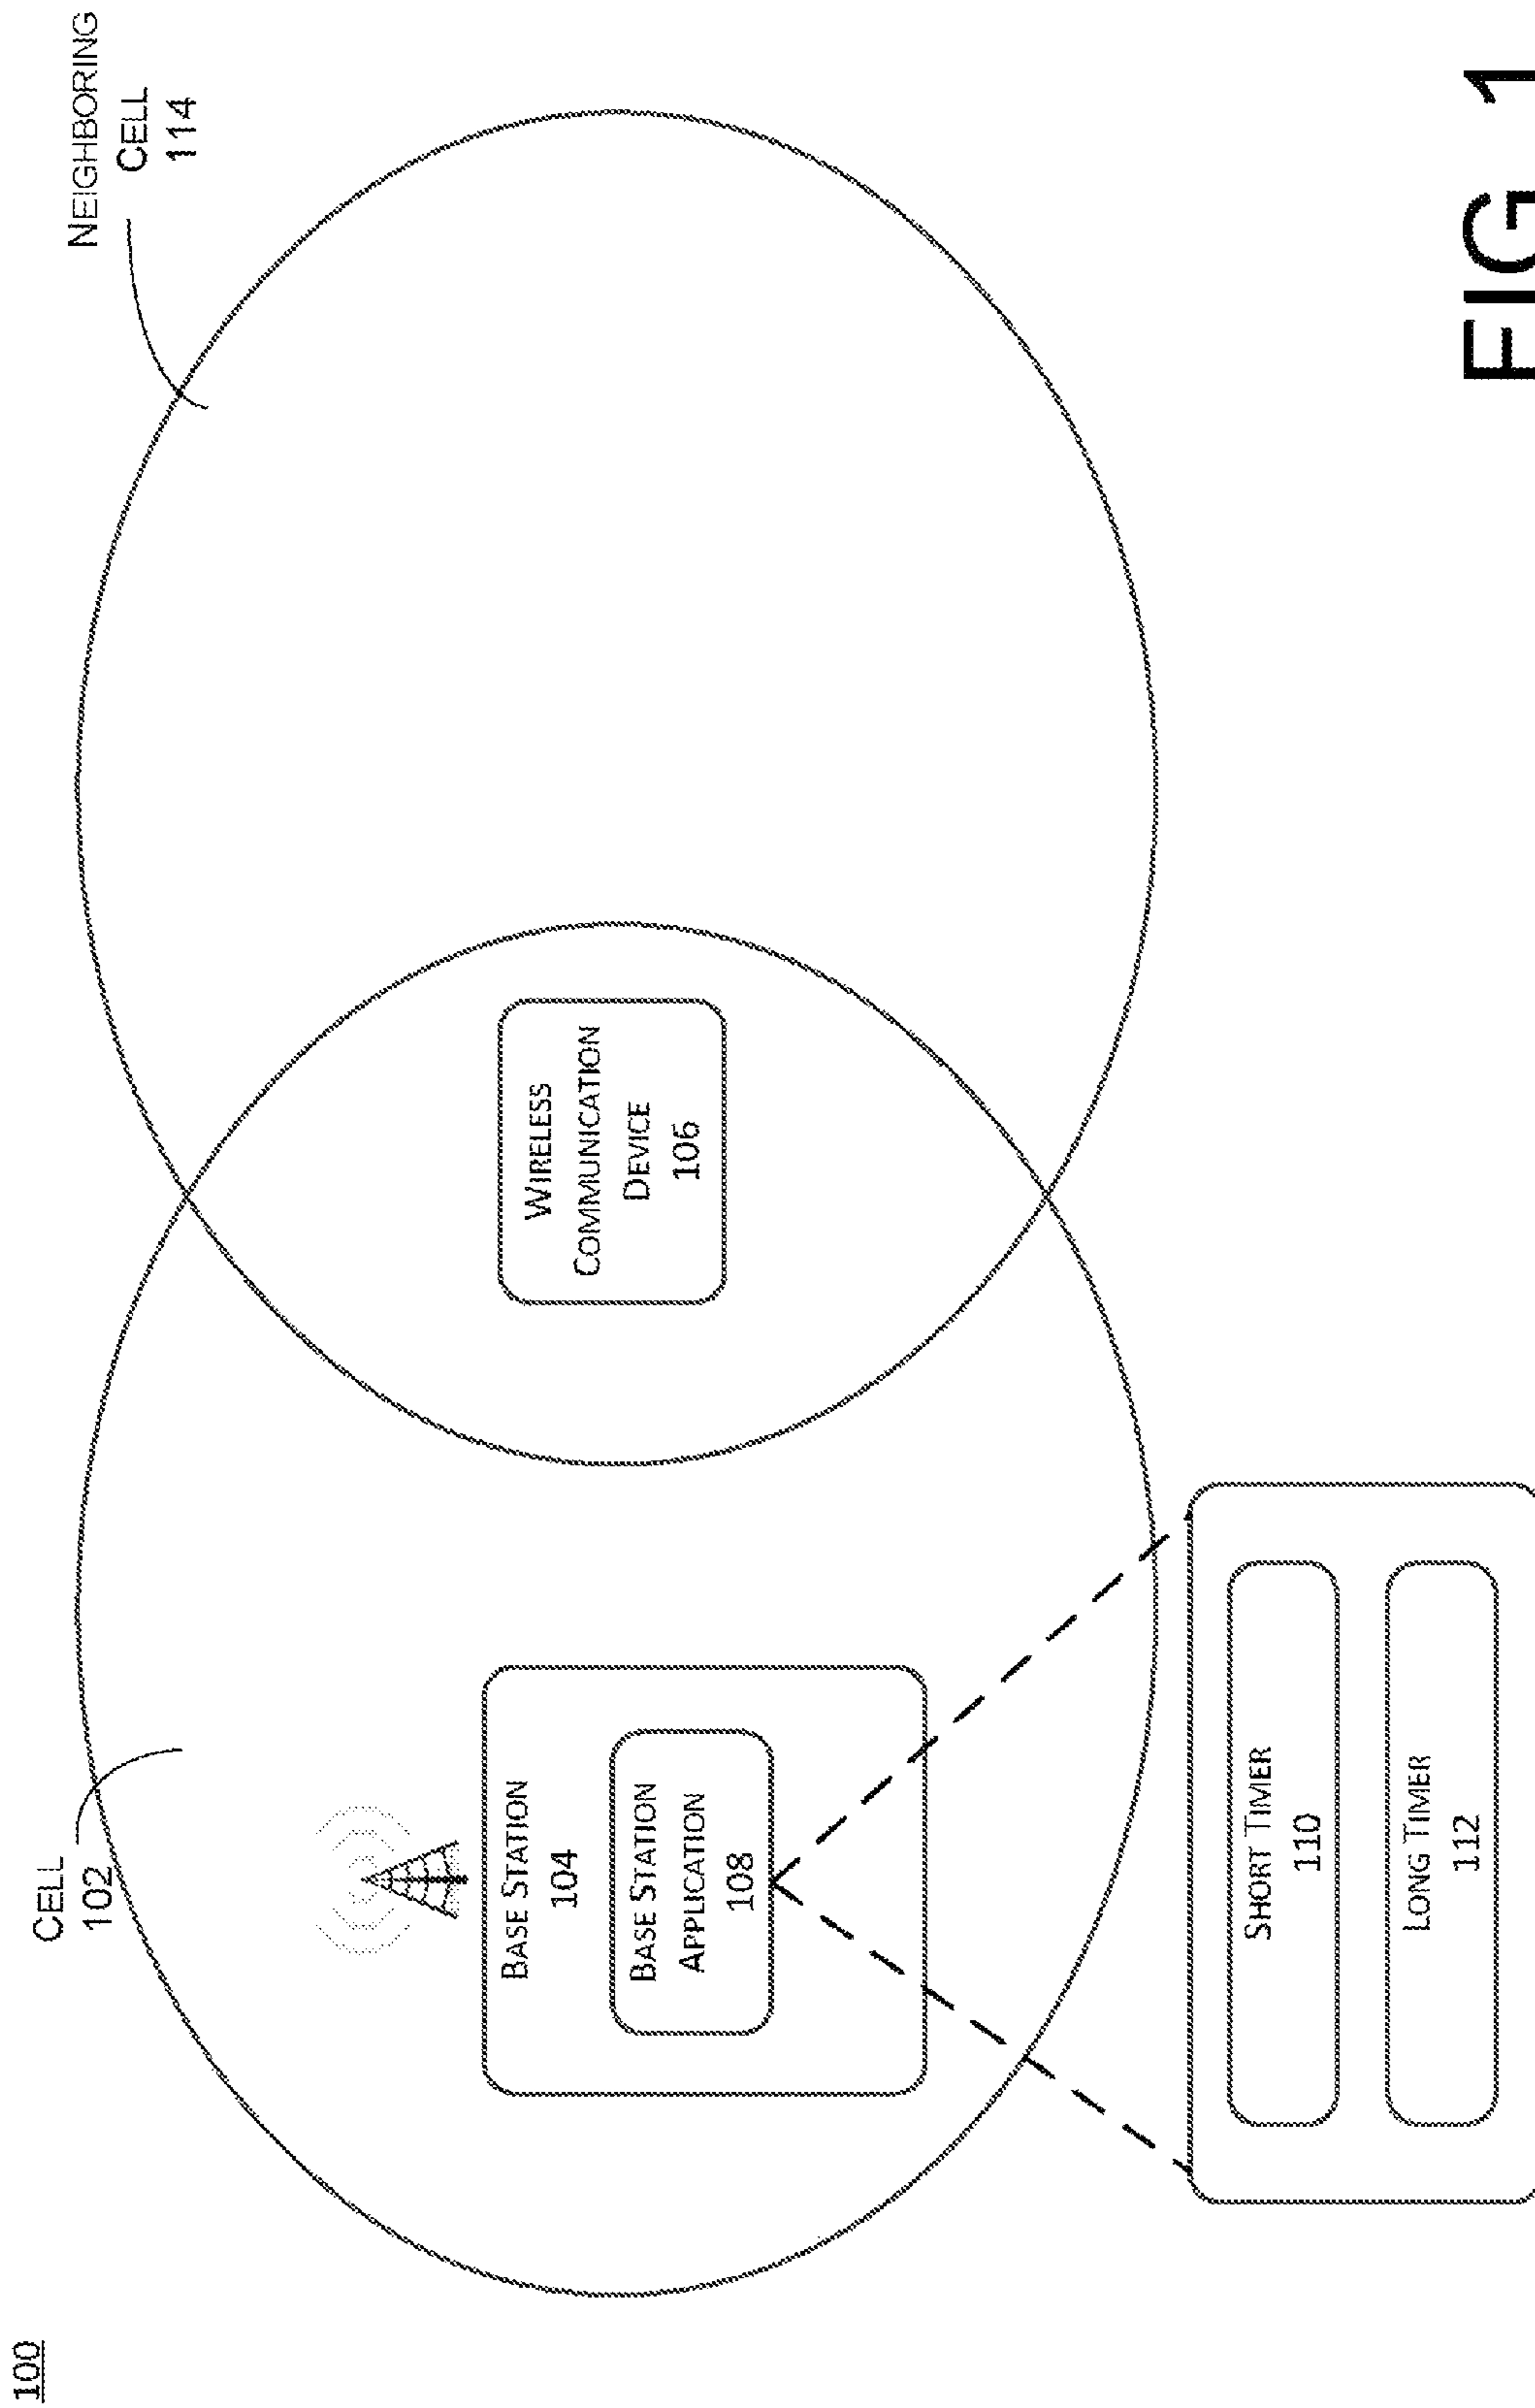 100
CELL
102
NEIGHBORING
CELL
114
BASE STATION
104
BASE STATION
APPLICATION
108
WIRELESS
COMMUNICATION
DEVICE
106
SHORT TIMER
110
LONG TIMER
112
FIG. 1